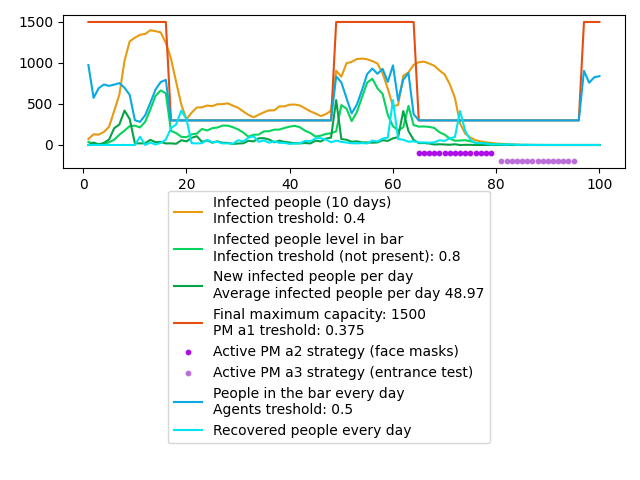 1500
1000
500
0
0 20 40 60 80 100
Infected people (10 days)
Infection treshold: 0.4
Infected people level in bar
Infection treshold (not present): 0.8
New infected people per day
Average infected people per day 48.97
Final maximum capacity: 1500
PM a1 treshold: 0.375
Active PM a2 strategy (face masks)
Active PM a3 strategy (entrance test)
People in the bar every day
Agents treshold: 0.5
Recovered people every day